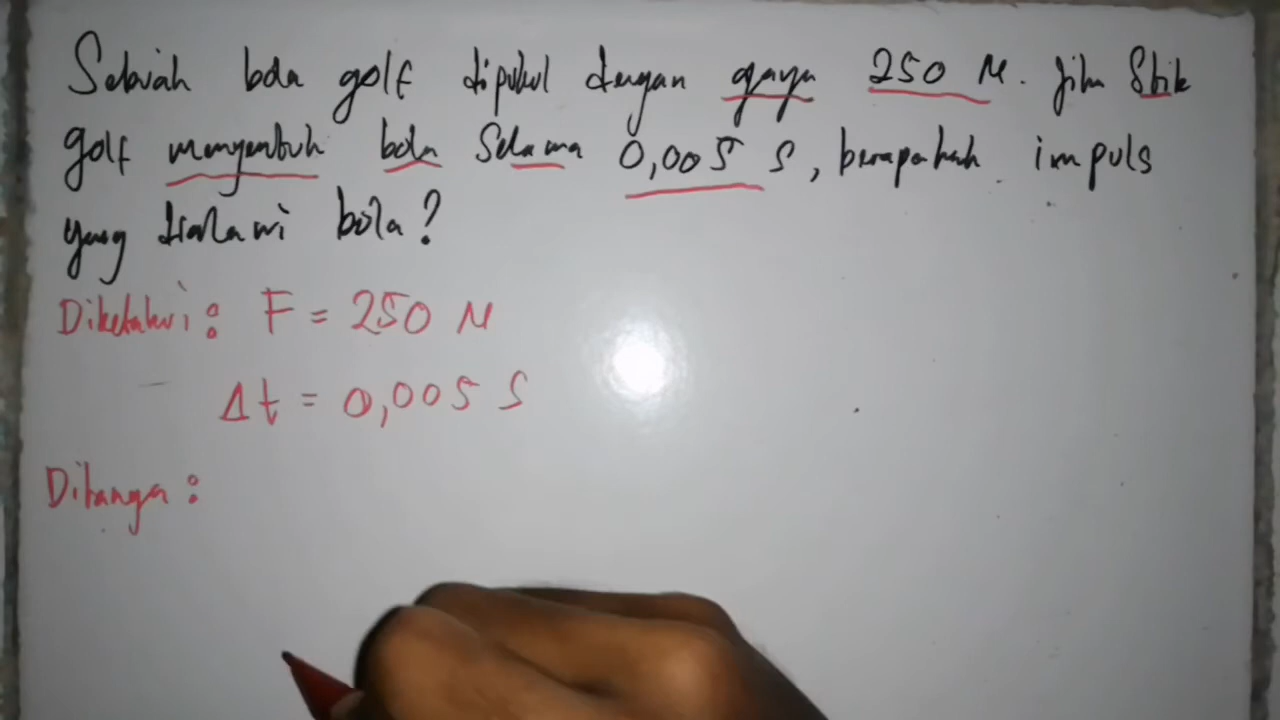 Sebuah bola golf dipukul dengan gaya 250 N. Jika Stik
golf menyentuh bola Selama 0,005 s, berapakah impuls
yang dialami bola?
Diketahui: F = 250 N
Δt = 0,005 s
Ditanya: